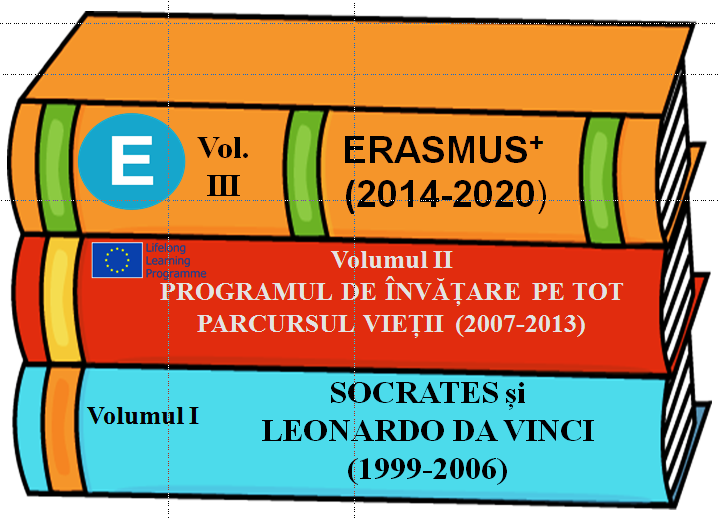 E
Vol.
III
ERASMUS+
(2014-2020)
Lifelong
Learning
Programme
Volumul II
PROGRAMUL DE ÎNVĂȚARE PE TOT
PARCURSUL VIEȚII (2007-2013)
Volumul I
SOCRATES și
LEONARDO DA VINCI
(1999-2006)